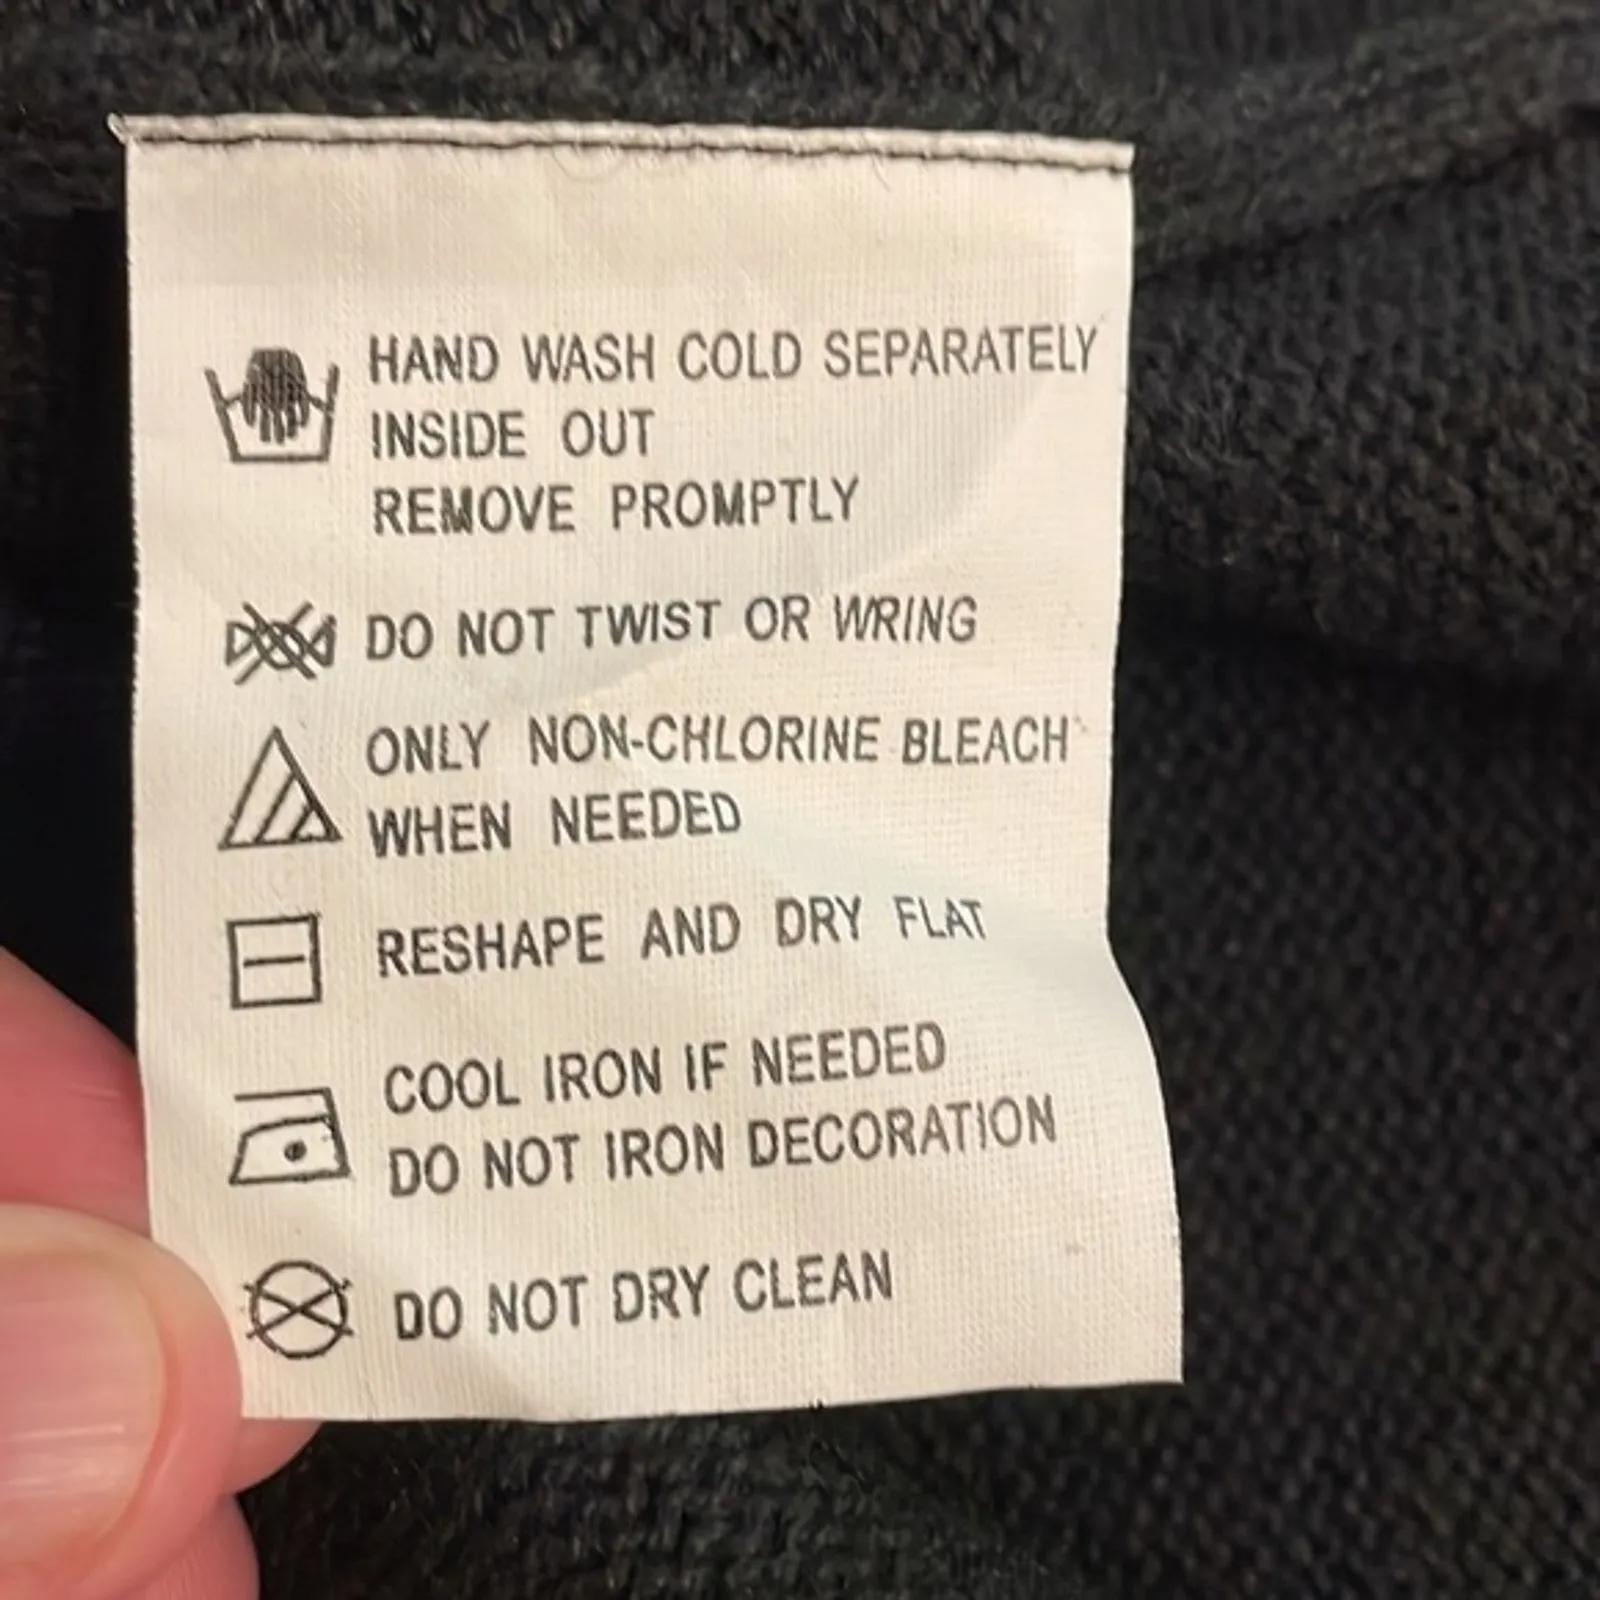 HAND WASH COLD SEPARATELY
INSIDE OUT
REMOVE PROMPTLY
DO NOT TWIST OR WRING
ONLY NON-CHLORINE BLEACH
WHEN NEEDED
RESHAPE AND DRY FLAT
COOL IRON IF NEEDED
DO NOT IRON DECORATION
DO NOT DRY CLEAN